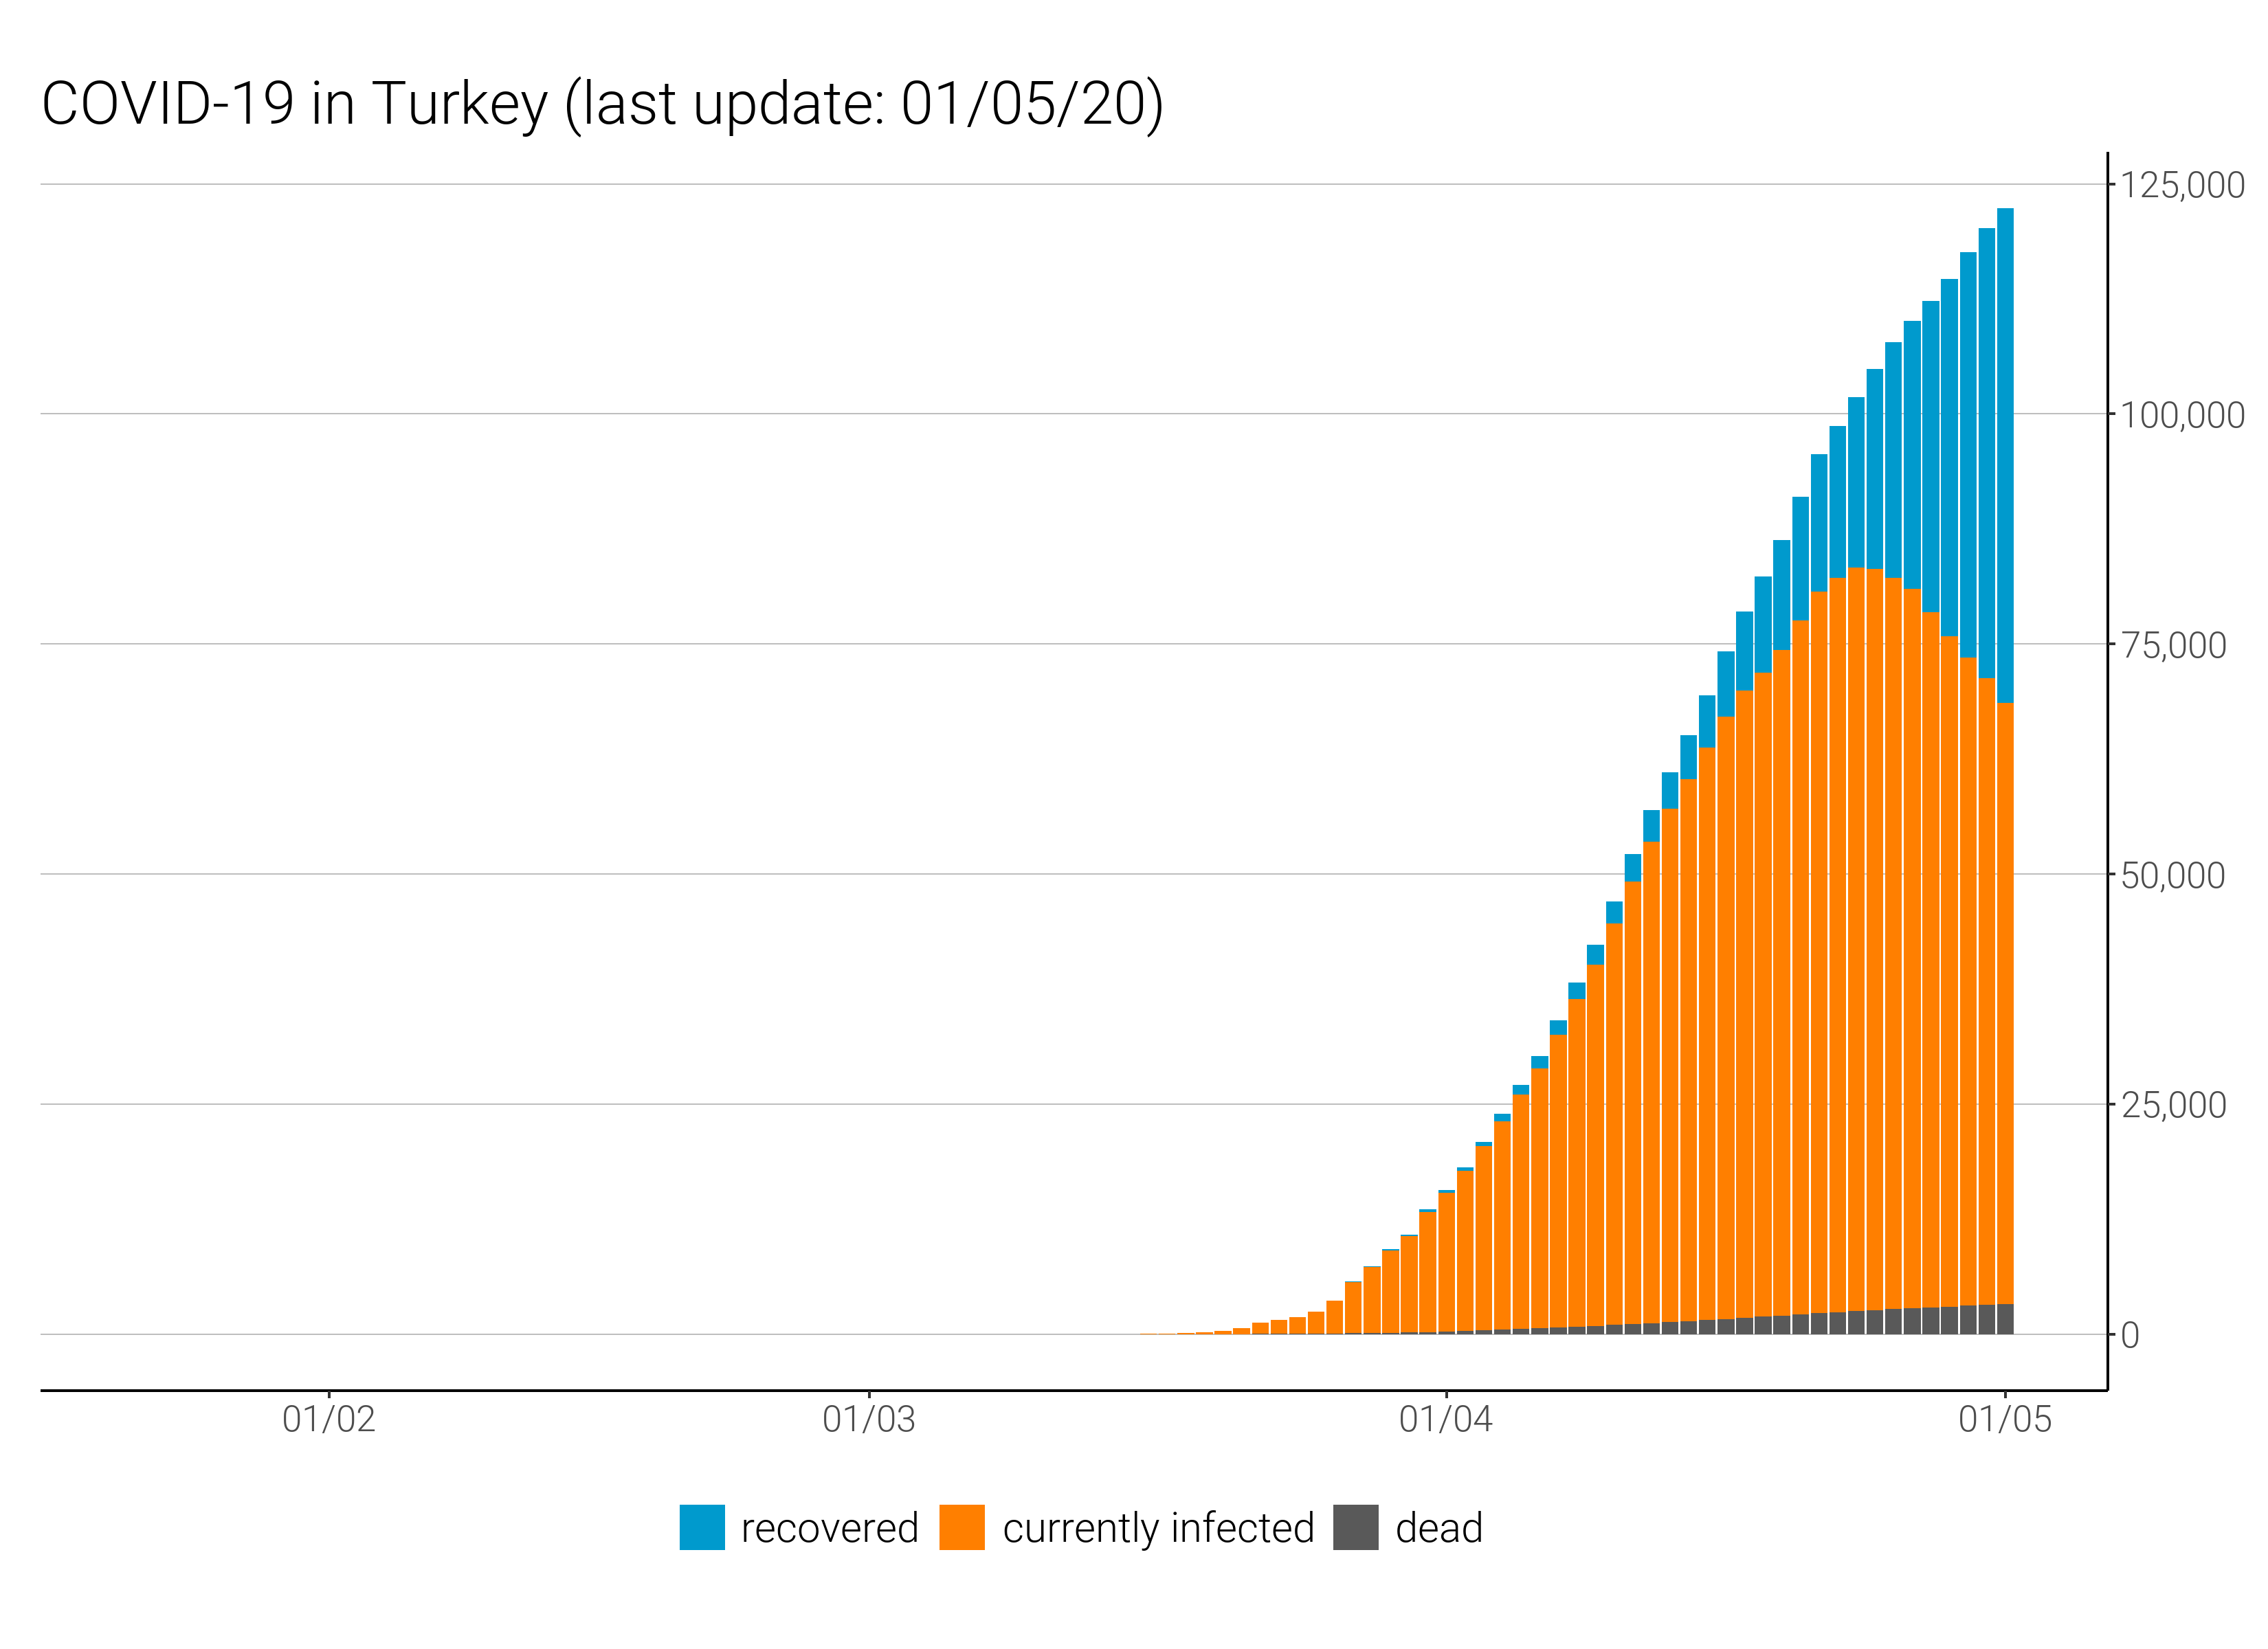 COVID-19 in Turkey (last update: 01/05/20)
125,000
100,000
75,000
50,000
25,000
0
01/02 01/03 01/04 01/05
recovered currently infected dead